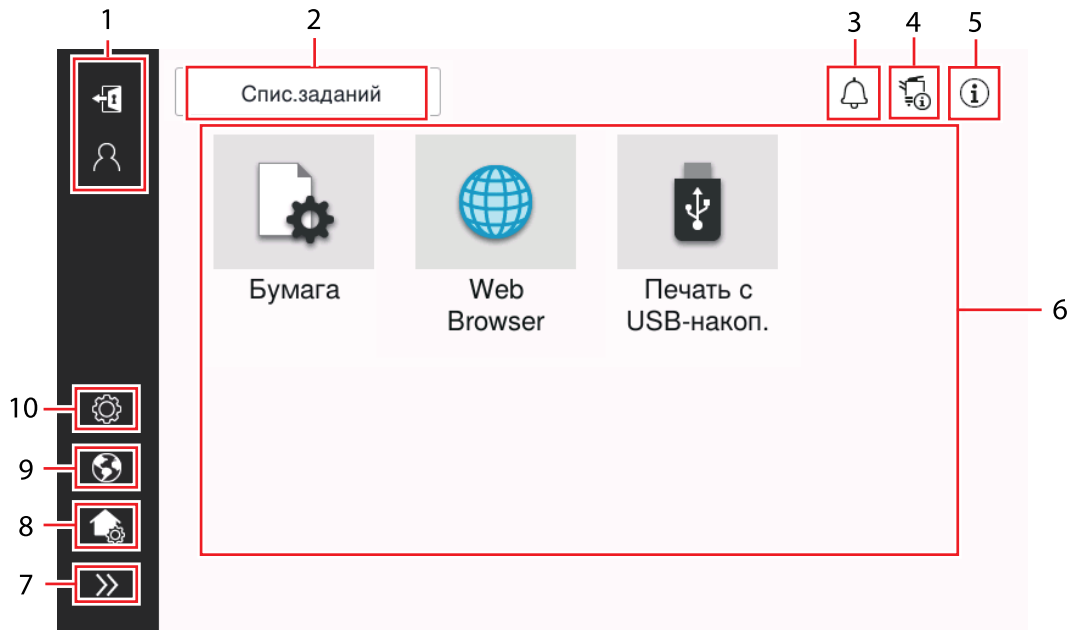 1
2
3
4
5
Спис.заданий
Бумага
Web
Browser
Печать с
USB-накоп.
6
10
9
8
7